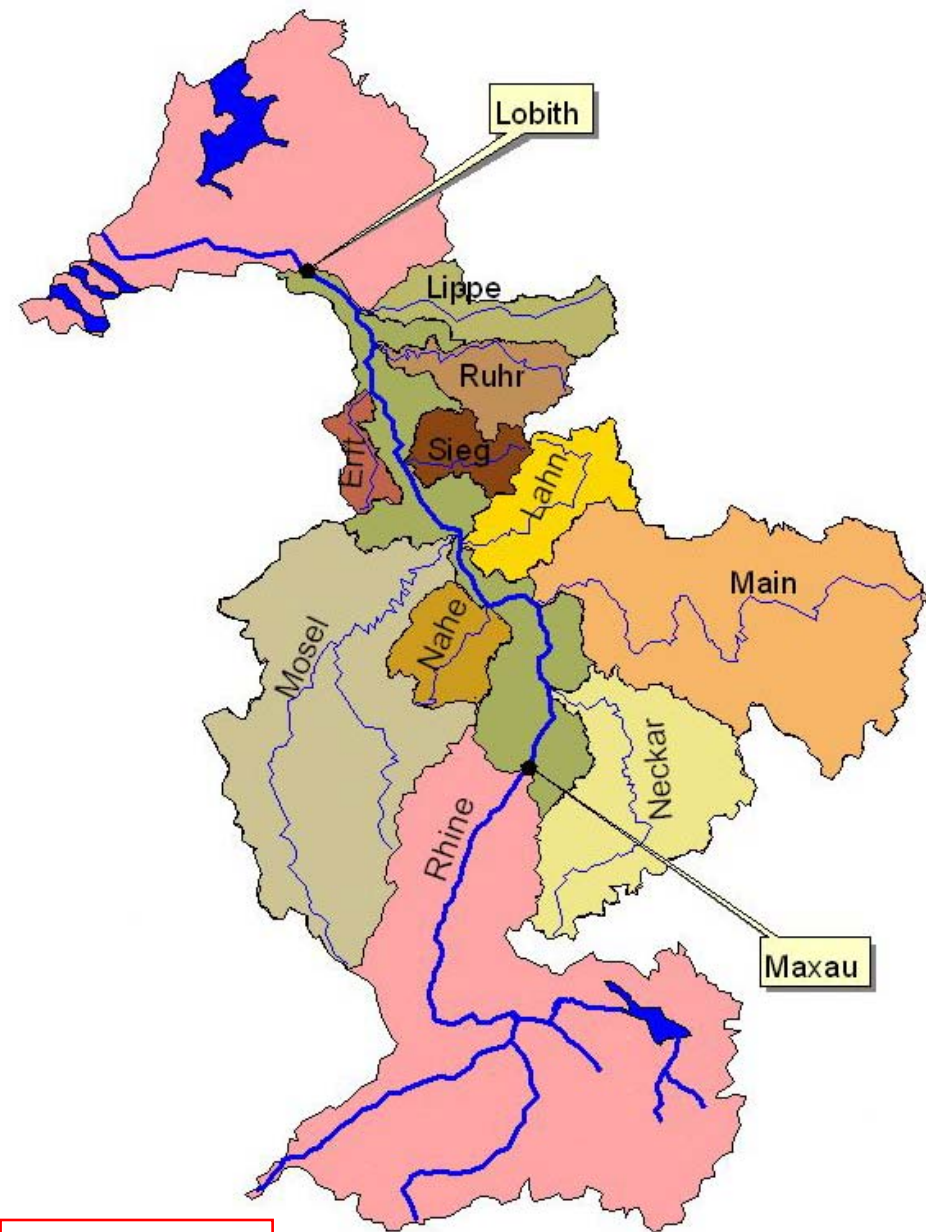 Lobith
Lippe
Ruhr
Erft
Sieg
Lahn
Main
Mosel
Nahe
Neckar
Rhine
Maxau